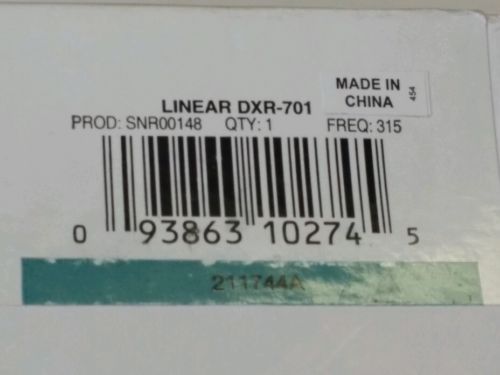 MADE IN
CHINA
454
LINEAR DXR-701
PROD: SNR00148 QTY: 1 FREQ: 315
0 93863 10274 5
211744A